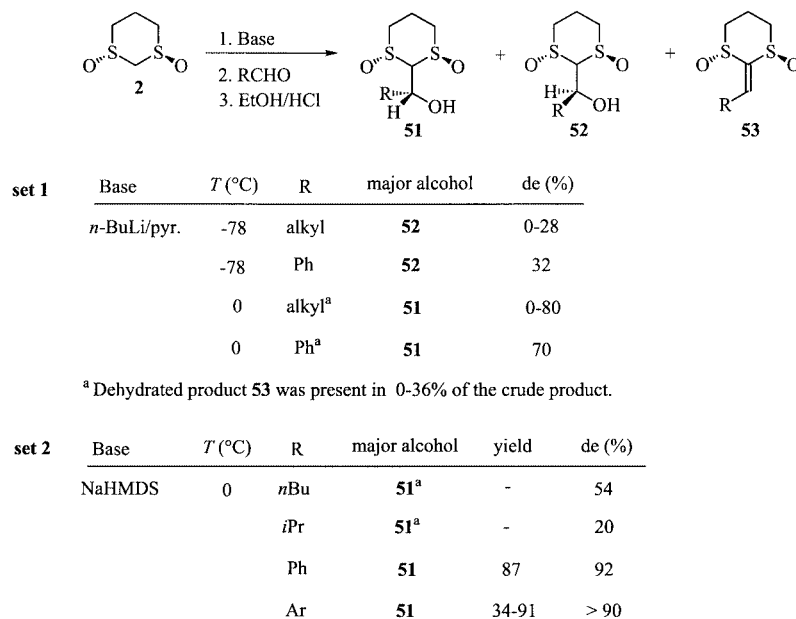 1. Base
2. RCHO
3. EtOH/HCl
S S
O O
2
S S
O O
R OH
H
51
+
S S
O O
H OH
R
52
+
S S
O O
R
53
set 1 Base T (°C) R major alcohol de (%)
n-BuLi/pyr. -78 alkyl 52 0-28
-78 Ph 52 32
0 alkylᵃ 51 0-80
0 Phᵃ 51 70
ᵃ Dehydrated product 53 was present in 0-36% of the crude product.
set 2 Base T (°C) R major alcohol yield de (%)
NaHMDS 0 nBu 51ᵃ - 54
iPr 51ᵃ - 20
Ph 51 87 92
Ar 51 34-91 > 90